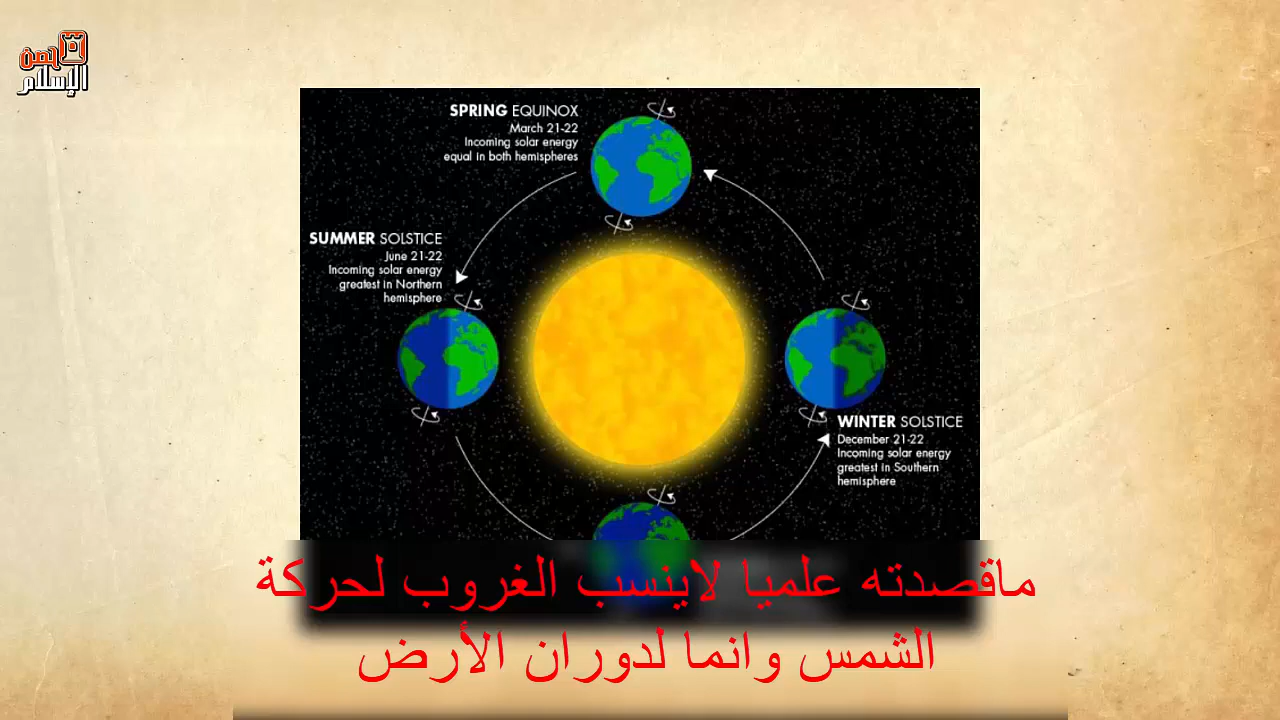 حصن
الإسلام
SPRING EQUINOX
March 21-22
Incoming solar energy
equal in both hemispheres
SUMMER SOLSTICE
June 21-22
Incoming solar energy
greatest in Northern
hemisphere
WINTER SOLSTICE
December 21-22
Incoming solar energy
greatest in Southern
hemisphere
ماقصدته علميا لاينسب الغروب لحركة
الشمس وانما لدوران الأرض